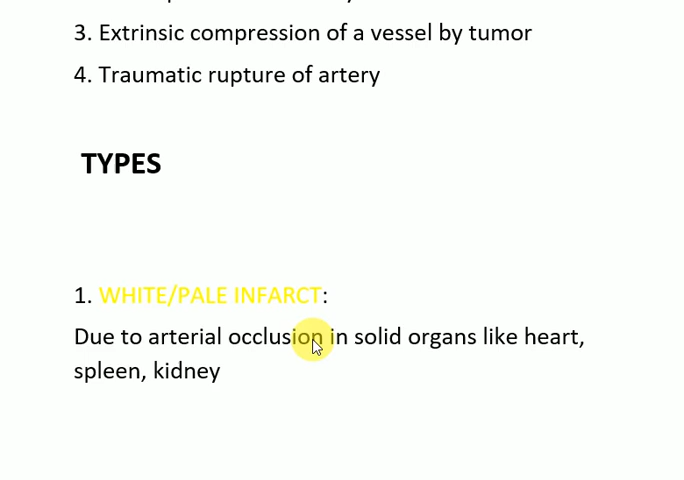 3. Extrinsic compression of a vessel by tumor
4. Traumatic rupture of artery
TYPES
1. WHITE/PALE INFARCT:
Due to arterial occlusion in solid organs like heart,
spleen, kidney